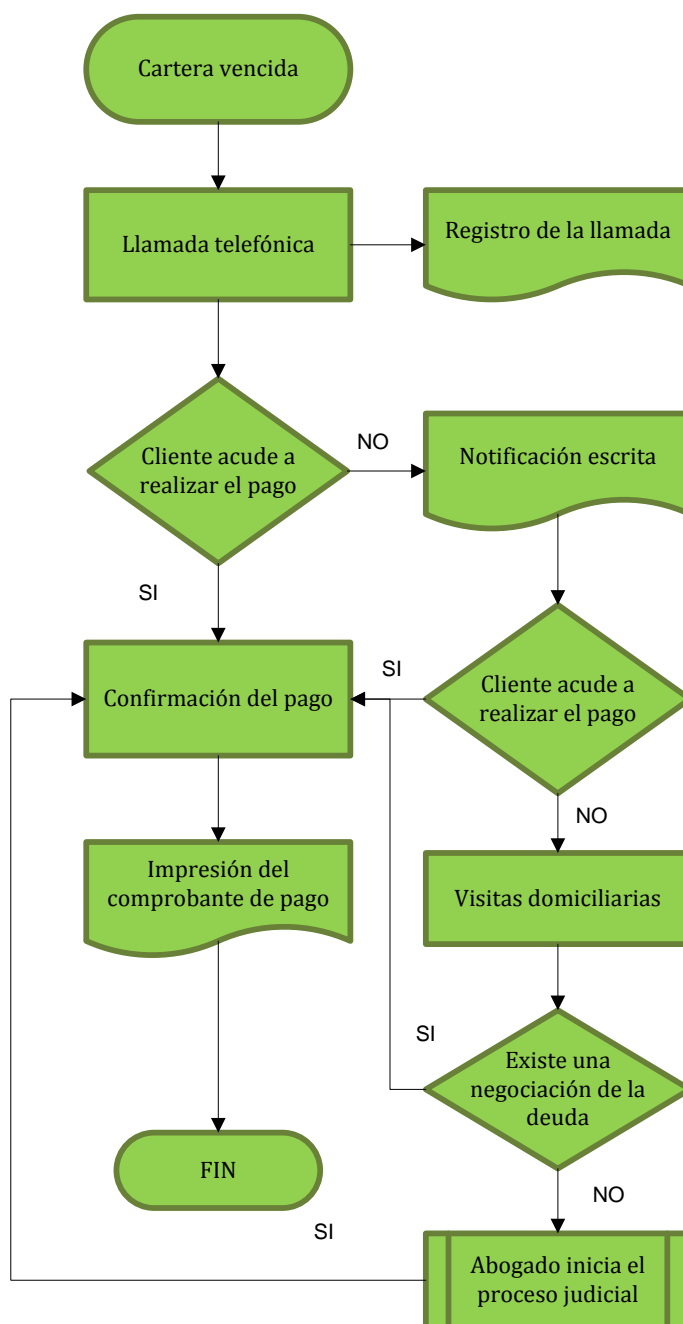 Cartera vencida
Llamada telefónica
Registro de la llamada
Cliente acude a
realizar el pago
NO
Notificación escrita
SI
Confirmación del pago
SI
Cliente acude a
realizar el pago
NO
Impresión del
comprobante de pago
Visitas domiciliarias
SI
Existe una
negociación de la
deuda
FIN
NO
SI
Abogado inicia el
proceso judicial